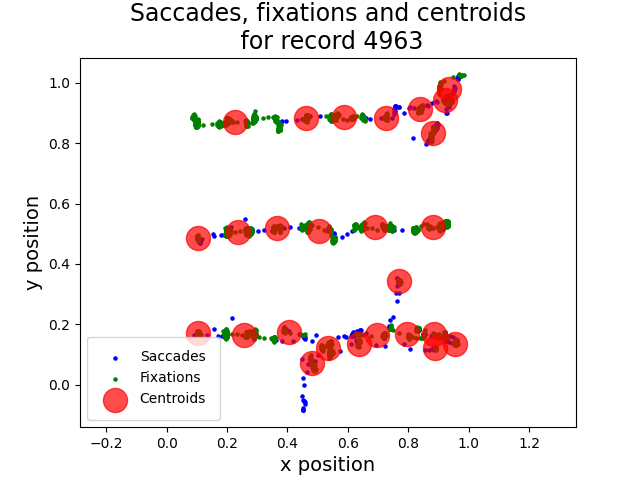 Saccades, fixations and centroids
for record 4963
y position
1.0
0.8
0.6
0.4
0.2
0.0
Saccades
Fixations
Centroids
−0.2 0.0 0.2 0.4 0.6 0.8 1.0 1.2
x position